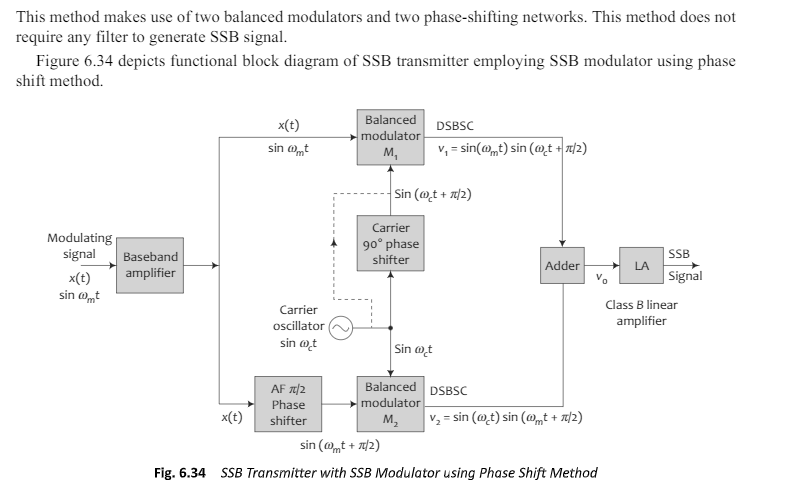 This method makes use of two balanced modulators and two phase-shifting networks. This method does not
require any filter to generate SSB signal.
Figure 6.34 depicts functional block diagram of SSB transmitter employing SSB modulator using phase
shift method.
x(t)
sin ωₘt
Balanced
modulator
M₁
DSBSC
v₁ = sin(ωₘt) sin (ω꜀t + π/2)
Sin (ω꜀t + π/2)
Carrier
90° phase
shifter
Modulating
signal
x(t)
sin ωₘt
Baseband
amplifier
Adder
vₒ
LA
SSB
Signal
Class B linear
amplifier
Carrier
oscillator
sin ω꜀t
Sin ω꜀t
x(t)
AF π/2
Phase
shifter
sin (ωₘt + π/2)
Balanced
modulator
M₂
DSBSC
v₂ = sin (ω꜀t) sin (ωₘt + π/2)
Fig. 6.34 SSB Transmitter with SSB Modulator using Phase Shift Method